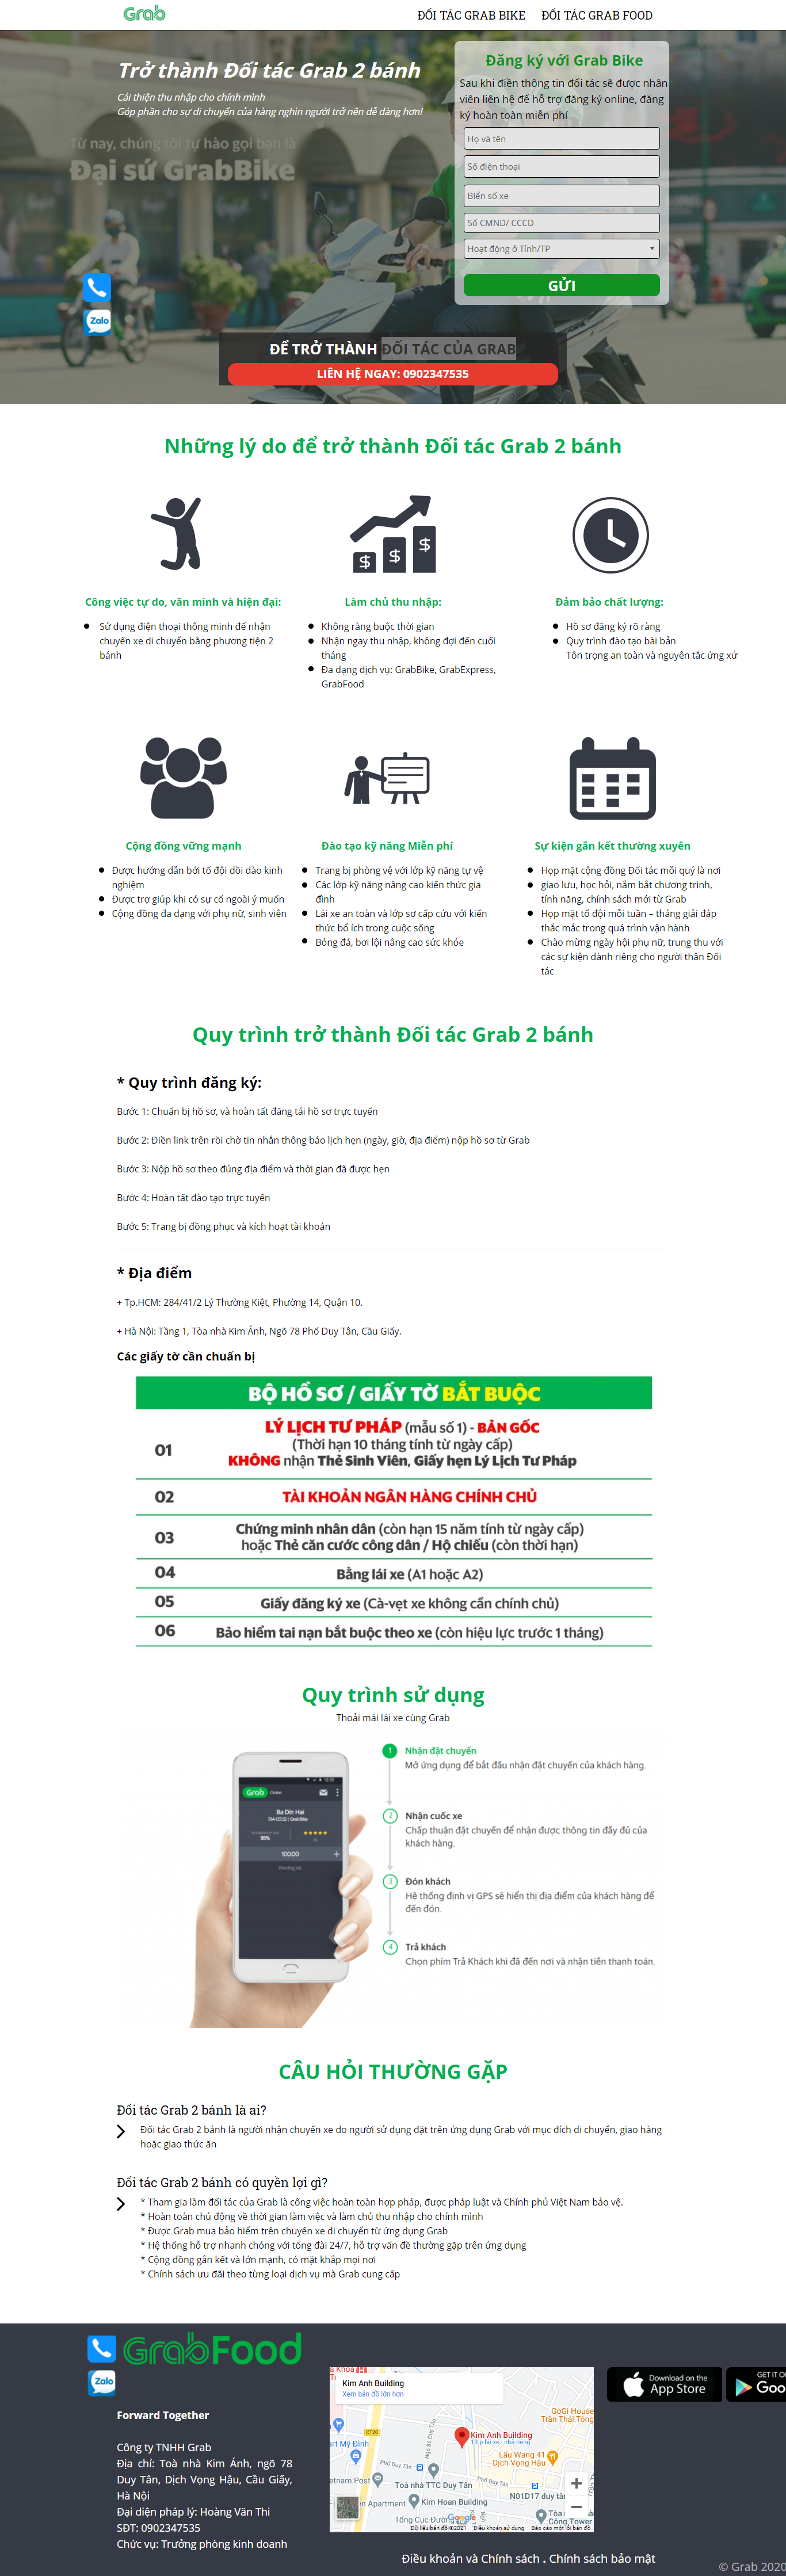 Grab
ĐỐI TÁC GRAB BIKE ĐỐI TÁC GRAB FOOD
Trở thành Đối tác Grab 2 bánh
Cải thiện thu nhập cho chính mình
Góp phần cho sự di chuyển của hàng nghìn người trở nên dễ dàng hơn!
Từ nay, chúng tôi tự hào gọi bạn là
Đại sứ GrabBike
Đăng ký với Grab Bike
Sau khi điền thông tin đối tác sẽ được nhân
viên liên hệ để hỗ trợ đăng ký online, đăng
ký hoàn toàn miễn phí
Họ và tên
Số điện thoại
Biển số xe
Số CMND/ CCCD
Hoạt động ở Tỉnh/TP
GỬI
Zalo
ĐỂ TRỞ THÀNH ĐỐI TÁC CỦA GRAB
LIÊN HỆ NGAY: 0902347535
Những lý do để trở thành Đối tác Grab 2 bánh
Công việc tự do, văn minh và hiện đại:
Sử dụng điện thoại thông minh để nhận
chuyến xe di chuyển bằng phương tiện 2
bánh
Làm chủ thu nhập:
Không ràng buộc thời gian
Nhận ngay thu nhập, không đợi đến cuối
tháng
Đa dạng dịch vụ: GrabBike, GrabExpress,
GrabFood
Đảm bảo chất lượng:
Hồ sơ đăng ký rõ ràng
Quy trình đào tạo bài bản
Tôn trọng an toàn và nguyên tắc ứng xử
Cộng đồng vững mạnh
Được hướng dẫn bởi tổ đội dồi dào kinh
nghiệm
Được trợ giúp khi có sự cố ngoài ý muốn
Cộng đồng đa dạng với phụ nữ, sinh viên
Đào tạo kỹ năng Miễn phí
Trang bị phòng vệ với lớp kỹ năng tự vệ
Các lớp kỹ năng nâng cao kiến thức gia
đình
Lái xe an toàn và lớp sơ cấp cứu với kiến
thức bổ ích trong cuộc sống
Bóng đá, bơi lội nâng cao sức khỏe
Sự kiện gắn kết thường xuyên
Họp mặt cộng đồng Đối tác mỗi quý là nơi
giao lưu, học hỏi, nắm bắt chương trình,
tính năng, chính sách mới từ Grab
Họp mặt tổ đội mỗi tuần – tháng giải đáp
thắc mắc trong quá trình vận hành
Chào mừng ngày hội phụ nữ, trung thu với
các sự kiện dành riêng cho người thân Đối
tác
Quy trình trở thành Đối tác Grab 2 bánh
* Quy trình đăng ký:
Bước 1: Chuẩn bị hồ sơ, và hoàn tất đăng tải hồ sơ trực tuyến
Bước 2: Điền link trên rồi chờ tin nhắn thông báo lịch hẹn (ngày, giờ, địa điểm) nộp hồ sơ từ Grab
Bước 3: Nộp hồ sơ theo đúng địa điểm và thời gian đã được hẹn
Bước 4: Hoàn tất đào tạo trực tuyến
Bước 5: Trang bị đồng phục và kích hoạt tài khoản
* Địa điểm
+ Tp.HCM: 284/41/2 Lý Thường Kiệt, Phường 14, Quận 10.
+ Hà Nội: Tầng 1, Tòa nhà Kim Ánh, Ngõ 78 Phố Duy Tân, Cầu Giấy.
Các giấy tờ cần chuẩn bị
BỘ HỒ SƠ / GIẤY TỜ BẮT BUỘC
01 LÝ LỊCH TƯ PHÁP (mẫu số 1) - BẢN GỐC
(Thời hạn 10 tháng tính từ ngày cấp)
KHÔNG nhận Thẻ Sinh Viên, Giấy hẹn Lý Lịch Tư Pháp
02 TÀI KHOẢN NGÂN HÀNG CHÍNH CHỦ
03 Chứng minh nhân dân (còn hạn 15 năm tính từ ngày cấp)
hoặc Thẻ căn cước công dân / Hộ chiếu (còn thời hạn)
04 Bằng lái xe (A1 hoặc A2)
05 Giấy đăng ký xe (Cà-vẹt xe không cần chính chủ)
06 Bảo hiểm tai nạn bắt buộc theo xe (còn hiệu lực trước 1 tháng)
Quy trình sử dụng
Thoải mái lái xe cùng Grab
Grab Online
Ba Din Hai
95%
100.00
1 Nhận đặt chuyến
Mở ứng dụng để bắt đầu nhận đặt chuyến của khách hàng.
2 Nhận cuốc xe
Chấp thuận đặt chuyến để nhận được thông tin đầy đủ của
khách hàng.
3 Đón khách
Hệ thống định vị GPS sẽ hiển thị địa điểm của khách hàng để
đến đón.
4 Trả khách
Chọn phím Trả Khách khi đã đến nơi và nhận tiền thanh toán.
CÂU HỎI THƯỜNG GẶP
Đối tác Grab 2 bánh là ai?
Đối tác Grab 2 bánh là người nhận chuyến xe do người sử dụng đặt trên ứng dụng Grab với mục đích di chuyển, giao hàng
hoặc giao thức ăn
Đối tác Grab 2 bánh có quyền lợi gì?
* Tham gia làm đối tác của Grab là công việc hoàn toàn hợp pháp, được pháp luật và Chính phủ Việt Nam bảo vệ.
* Hoàn toàn chủ động về thời gian làm việc và làm chủ thu nhập cho chính mình
* Được Grab mua bảo hiểm trên chuyến xe di chuyển từ ứng dụng Grab
* Hệ thống hỗ trợ nhanh chóng với tổng đài 24/7, hỗ trợ vấn đề thường gặp trên ứng dụng
* Cộng đồng gắn kết và lớn mạnh, có mặt khắp mọi nơi
* Chính sách ưu đãi theo từng loại dịch vụ mà Grab cung cấp
GrabFood
Zalo
Forward Together
Công ty TNHH Grab
Địa chỉ: Toà nhà Kim Ánh, ngõ 78
Duy Tân, Dịch Vọng Hậu, Cầu Giấy,
Hà Nội
Đại diện pháp lý: Hoàng Văn Thi
SĐT: 0902347535
Chức vụ: Trưởng phòng kinh doanh
Kim Anh Building
Xem bản đồ lớn hơn
GoGi House
Trần Thái Tông
CT20
Kim Anh Building
Lẩu Wang 41
Dịch Vọng Hậu
Phố Duy Tân
Toà nhà TTC Duy Tân
Phố Duy Tân
Kim Hoan Building
N01D17 duy tân
Google
Dữ liệu bản đồ ©2021 Điều khoản sử dụng Báo cáo một lỗi bản đồ
Download on the
App Store
GET IT O
Goo
Điều khoản và Chính sách . Chính sách bảo mật
© Grab 2020